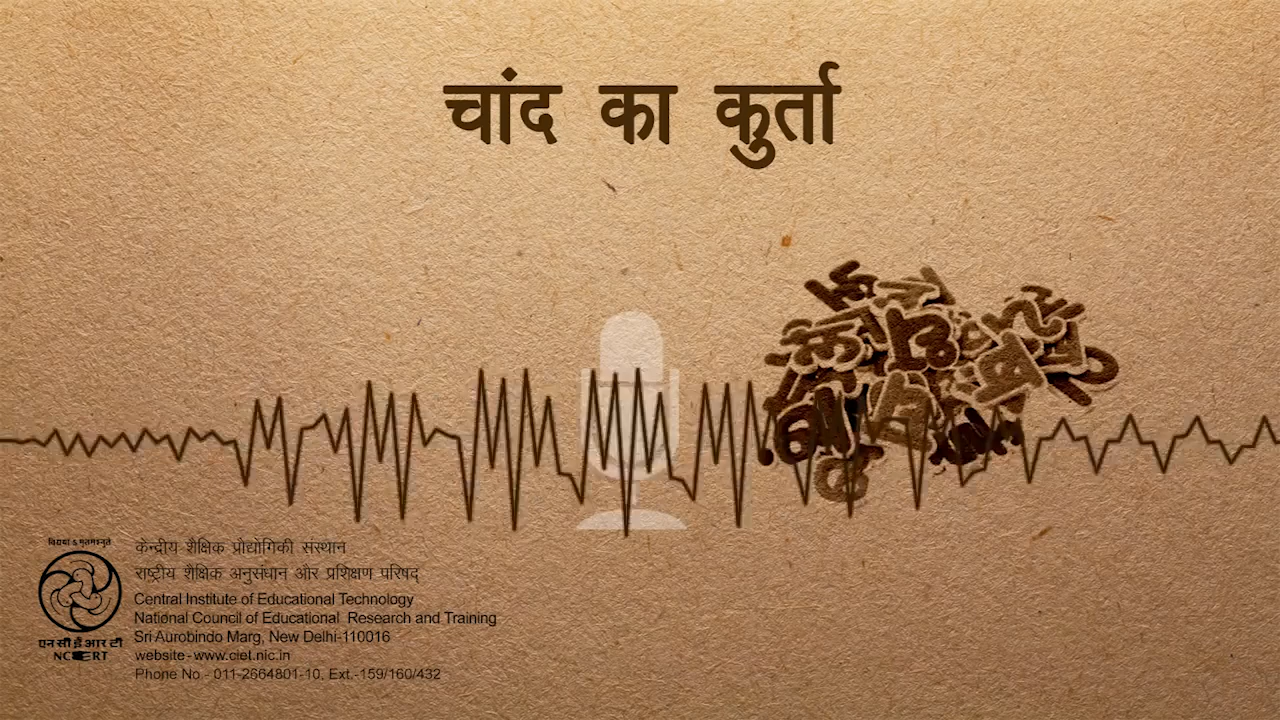 चांद का कुर्ता
विद्यया ऽ मृतमश्नुते
एन सी ई आर टी
NCERT
केन्द्रीय शैक्षिक प्रौद्योगिकी संस्थान
राष्ट्रीय शैक्षिक अनुसंधान और प्रशिक्षण परिषद्
Central Institute of Educational Technology
National Council of Educational Research and Training
Sri Aurobindo Marg, New Delhi-110016
website - www.ciet.nic.in
Phone No - 011-2664801-10, Ext.-159/160/432